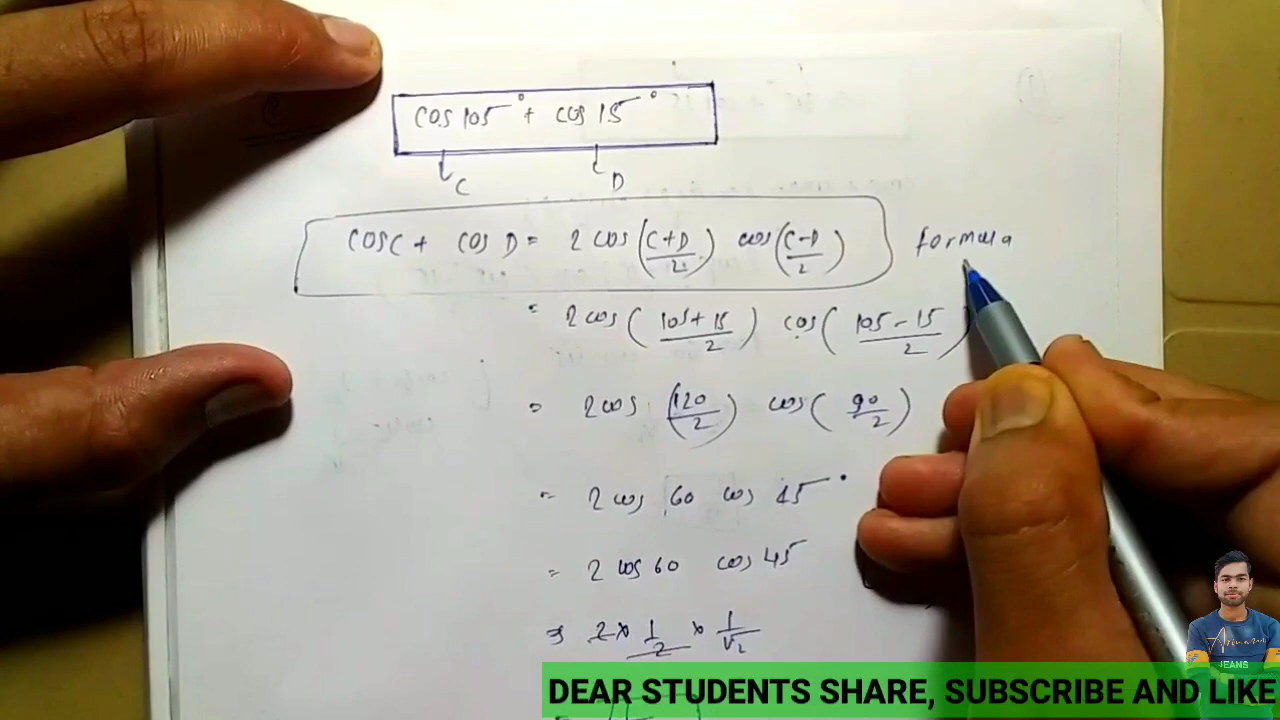 cos 105° + cos 15°
C D
cos C + cos D = 2 cos (C+D/2) cos (C-D/2) formula
= 2 cos (105+15/2) cos (105-15/2)
= 2 cos (120/2) cos (90/2)
= 2 cos 60 cos 45°
= 2 cos 60 cos 45
⇒ 2 × 1/2 × 1/√2
JEANS
DEAR STUDENTS SHARE, SUBSCRIBE AND LIKE